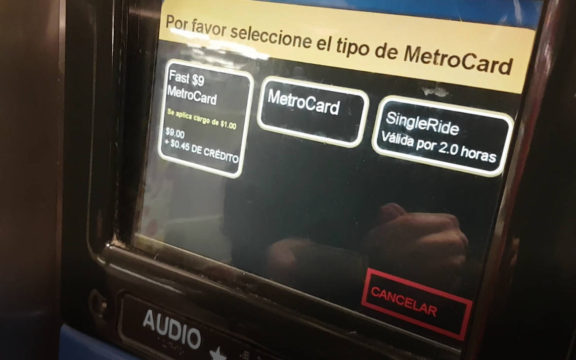 Por favor seleccione el tipo de MetroCard
Fast $9
MetroCard
Se aplica cargo de $1.00
$9.00
+ $0.45 DE CRÉDITO
MetroCard
SingleRide
Válida por 2.0 horas
CANCELAR
AUDIO